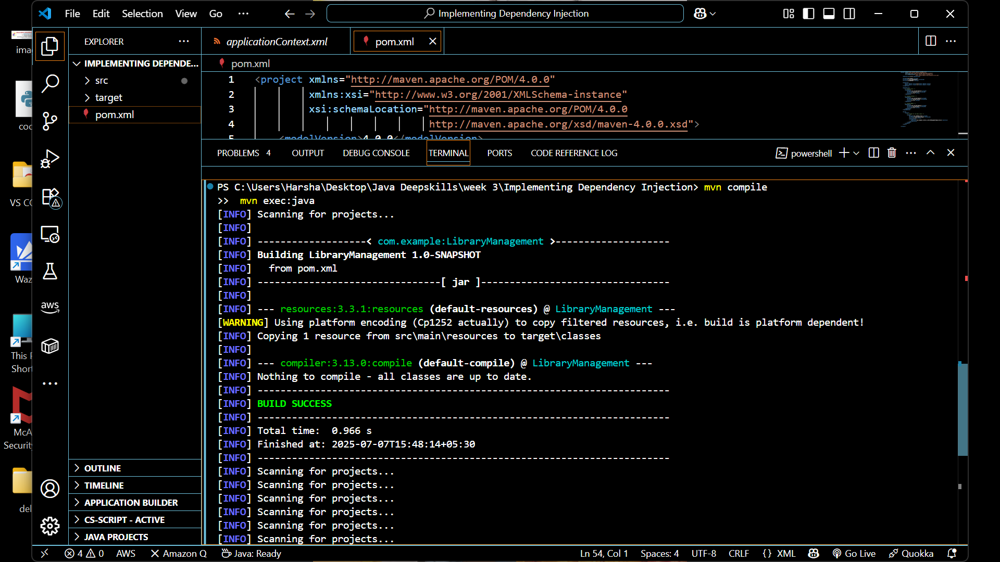 File Edit Selection View Go ··· Implementing Dependency Injection
EXPLORER ···
IMPLEMENTING DEPENDE...
src
target
pom.xml
applicationContext.xml
pom.xml
pom.xml
1 <project xmlns="http://maven.apache.org/POM/4.0.0"
2 xmlns:xsi="http://www.w3.org/2001/XMLSchema-instance"
3 xsi:schemaLocation="http://maven.apache.org/POM/4.0.0
4 http://maven.apache.org/xsd/maven-4.0.0.xsd">
5 <modelVersion>4.0.0</modelVersion>
PROBLEMS 4 OUTPUT DEBUG CONSOLE TERMINAL PORTS CODE REFERENCE LOG powershell
PS C:\Users\Harsha\Desktop\Java Deepskills\week 3\Implementing Dependency Injection> mvn compile
>> mvn exec:java
[INFO] Scanning for projects...
[INFO]
[INFO] -------------------< com.example:LibraryManagement >--------------------
[INFO] Building LibraryManagement 1.0-SNAPSHOT
[INFO]   from pom.xml
[INFO] --------------------------------[ jar ]---------------------------------
[INFO]
[INFO] --- resources:3.3.1:resources (default-resources) @ LibraryManagement ---
[WARNING] Using platform encoding (Cp1252 actually) to copy filtered resources, i.e. build is platform dependent!
[INFO] Copying 1 resource from src\main\resources to target\classes
[INFO]
[INFO] --- compiler:3.13.0:compile (default-compile) @ LibraryManagement ---
[INFO] Nothing to compile - all classes are up to date.
[INFO] ------------------------------------------------------------------------
[INFO] BUILD SUCCESS
[INFO] ------------------------------------------------------------------------
[INFO] Total time:  0.966 s
[INFO] Finished at: 2025-07-07T15:48:14+05:30
[INFO] ------------------------------------------------------------------------
[INFO] Scanning for projects...
[INFO] Scanning for projects...
[INFO] Scanning for projects...
[INFO] Scanning for projects...
[INFO] Scanning for projects...
[INFO] Scanning for projects...
OUTLINE
TIMELINE
APPLICATION BUILDER
CS-SCRIPT - ACTIVE
JAVA PROJECTS
aws
4 0 AWS Amazon Q Java: Ready Ln 54, Col 1 Spaces: 4 UTF-8 CRLF {} XML Go Live Quokka
ima
coc
VS CC
Waz
This
Shor
McA
Security
del